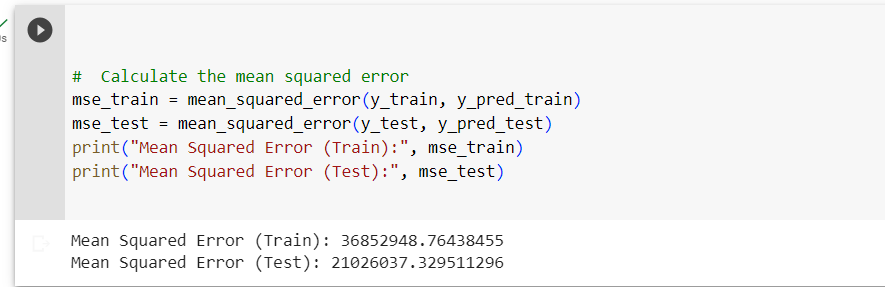 s
# Calculate the mean squared error
mse_train = mean_squared_error(y_train, y_pred_train)
mse_test = mean_squared_error(y_test, y_pred_test)
print("Mean Squared Error (Train):", mse_train)
print("Mean Squared Error (Test):", mse_test)
Mean Squared Error (Train): 36852948.76438455
Mean Squared Error (Test): 21026037.329511296